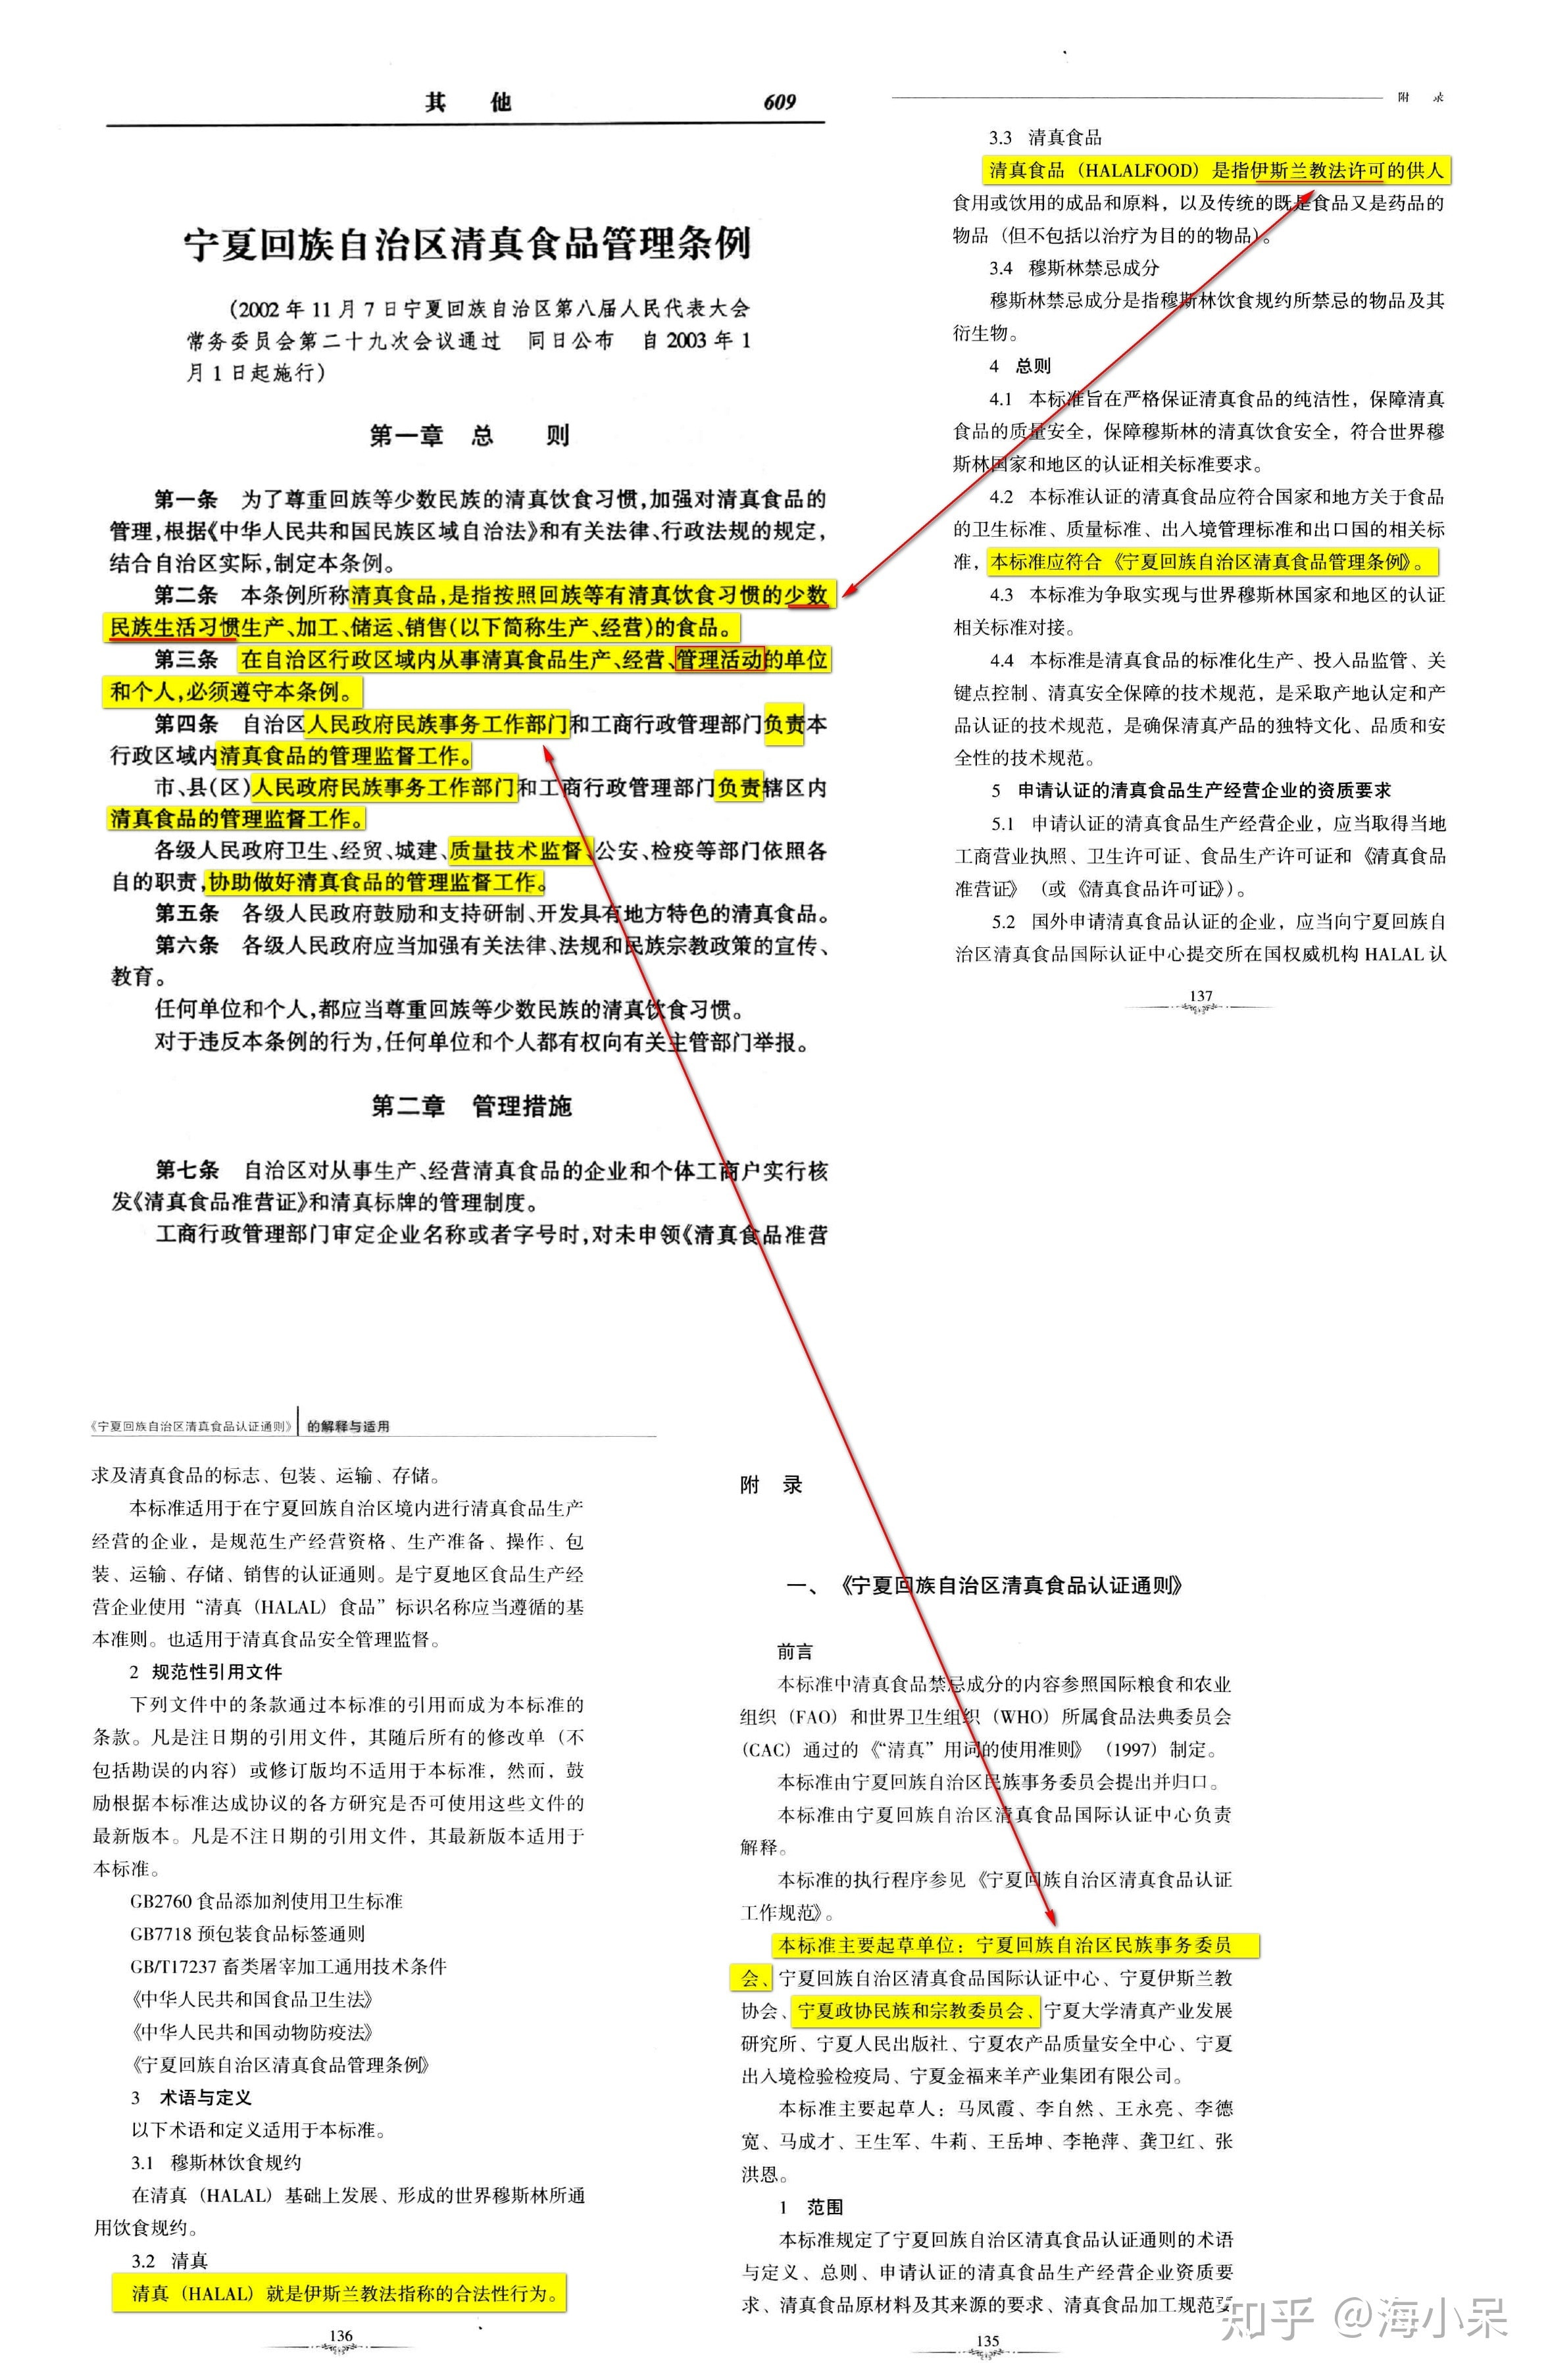 其 他 609
宁夏回族自治区清真食品管理条例
(2002年11月7日宁夏回族自治区第八届人民代表大会
常务委员会第二十九次会议通过 同日公布 自2003年1
月1日起施行)
第一章 总 则
第一条 为了尊重回族等少数民族的清真饮食习惯,加强对清真食品的
管理,根据《中华人民共和国民族区域自治法》和有关法律、行政法规的规定,
结合自治区实际,制定本条例。
第二条 本条例所称清真食品,是指按照回族等有清真饮食习惯的少数
民族生活习惯生产、加工、储运、销售(以下简称生产、经营)的食品。
第三条 在自治区行政区域内从事清真食品生产、经营、管理活动的单位
和个人,必须遵守本条例。
第四条 自治区人民政府民族事务工作部门和工商行政管理部门负责本
行政区域内清真食品的管理监督工作。
市、县(区)人民政府民族事务工作部门和工商行政管理部门负责辖区内
清真食品的管理监督工作。
各级人民政府卫生、经贸、城建、质量技术监督、公安、检疫等部门依照各
自的职责,协助做好清真食品的管理监督工作。
第五条 各级人民政府鼓励和支持研制、开发具有地方特色的清真食品。
第六条 各级人民政府应当加强有关法律、法规和民族宗教政策的宣传、
教育。
任何单位和个人,都应当尊重回族等少数民族的清真饮食习惯。
对于违反本条例的行为,任何单位和个人都有权向有关主管部门举报。
第二章 管理措施
第七条 自治区对从事生产、经营清真食品的企业和个体工商户实行核
发《清真食品准营证》和清真标牌的管理制度。
工商行政管理部门审定企业名称或者字号时,对未申领《清真食品准营
附 录
3.3 清真食品
清真食品（HALALFOOD）是指伊斯兰教法许可的供人
食用或饮用的成品和原料，以及传统的既是食品又是药品的
物品（但不包括以治疗为目的的物品）。
3.4 穆斯林禁忌成分
穆斯林禁忌成分是指穆斯林饮食规约所禁忌的物品及其
衍生物。
4 总则
4.1 本标准旨在严格保证清真食品的纯洁性，保障清真
食品的质量安全，保障穆斯林的清真饮食安全，符合世界穆
斯林国家和地区的认证相关标准要求。
4.2 本标准认证的清真食品应符合国家和地方关于食品
的卫生标准、质量标准、出入境管理标准和出口国的相关标
准，本标准应符合《宁夏回族自治区清真食品管理条例》。
4.3 本标准为争取实现与世界穆斯林国家和地区的认证
相关标准对接。
4.4 本标准是清真食品的标准化生产、投入品监管、关
键点控制、清真安全保障的技术规范，是采取产地认定和产
品认证的技术规范，是确保清真产品的独特文化、品质和安
全性的技术规范。
5 申请认证的清真食品生产经营企业的资质要求
5.1 申请认证的清真食品生产经营企业，应当取得当地
工商营业执照、卫生许可证、食品生产许可证和《清真食品
准营证》（或《清真食品许可证》）。
5.2 国外申请清真食品认证的企业，应当向宁夏回族自
治区清真食品国际认证中心提交所在国权威机构 HALAL 认
137
《宁夏回族自治区清真食品认证通则》 的解释与适用
求及清真食品的标志、包装、运输、存储。
本标准适用于在宁夏回族自治区境内进行清真食品生产
经营的企业，是规范生产经营资格、生产准备、操作、包
装、运输、存储、销售的认证通则。是宁夏地区食品生产经
营企业使用“清真（HALAL）食品”标识名称应当遵循的基
本准则。也适用于清真食品安全管理监督。
2 规范性引用文件
下列文件中的条款通过本标准的引用而成为本标准的
条款。凡是注日期的引用文件，其随后所有的修改单（不
包括勘误的内容）或修订版均不适用于本标准，然而，鼓
励根据本标准达成协议的各方研究是否可使用这些文件的
最新版本。凡是不注日期的引用文件，其最新版本适用于
本标准。
GB2760 食品添加剂使用卫生标准
GB7718 预包装食品标签通则
GB/T17237 畜类屠宰加工通用技术条件
《中华人民共和国食品卫生法》
《中华人民共和国动物防疫法》
《宁夏回族自治区清真食品管理条例》
3 术语与定义
以下术语和定义适用于本标准。
3.1 穆斯林饮食规约
在清真（HALAL）基础上发展、形成的世界穆斯林所通
用饮食规约。
3.2 清真
清真（HALAL）就是伊斯兰教法指称的合法性行为。
136
附 录
一、《宁夏回族自治区清真食品认证通则》
前言
本标准中清真食品禁忌成分的内容参照国际粮食和农业
组织（FAO）和世界卫生组织（WHO）所属食品法典委员会
（CAC）通过的《“清真”用词的使用准则》（1997）制定。
本标准由宁夏回族自治区民族事务委员会提出并归口。
本标准由宁夏回族自治区清真食品国际认证中心负责
解释。
本标准的执行程序参见《宁夏回族自治区清真食品认证
工作规范》。
本标准主要起草单位：宁夏回族自治区民族事务委员
会、宁夏回族自治区清真食品国际认证中心、宁夏伊斯兰教
协会、宁夏政协民族和宗教委员会、宁夏大学清真产业发展
研究所、宁夏人民出版社、宁夏农产品质量安全中心、宁夏
出入境检验检疫局、宁夏金福来羊产业集团有限公司。
本标准主要起草人：马凤霞、李自然、王永亮、李德
宽、马成才、王生军、牛莉、王岳坤、李艳萍、龚卫红、张
洪恩。
1 范围
本标准规定了宁夏回族自治区清真食品认证通则的术语
与定义、总则、申请认证的清真食品生产经营企业资质要
求、清真食品原材料及其来源的要求、清真食品加工规范要
135
知乎 @海小呆